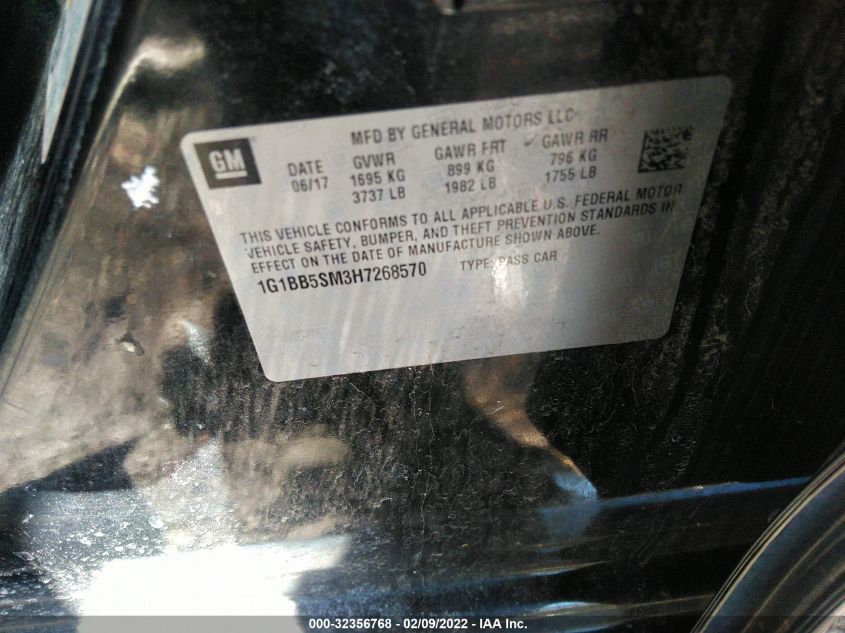 MFD BY GENERAL MOTORS LLC
GM
DATE GVWR GAWR FRT GAWR RR
06/17 1695 KG 899 KG 796 KG
3737 LB 1982 LB 1755 LB
THIS VEHICLE CONFORMS TO ALL APPLICABLE U.S. FEDERAL MOTOR
VEHICLE SAFETY, BUMPER, AND THEFT PREVENTION STANDARDS IN
EFFECT ON THE DATE OF MANUFACTURE SHOWN ABOVE.
1G1BB5SM3H7268570 TYPE: PASS CAR
000-32356768 - 02/09/2022 - IAA Inc.